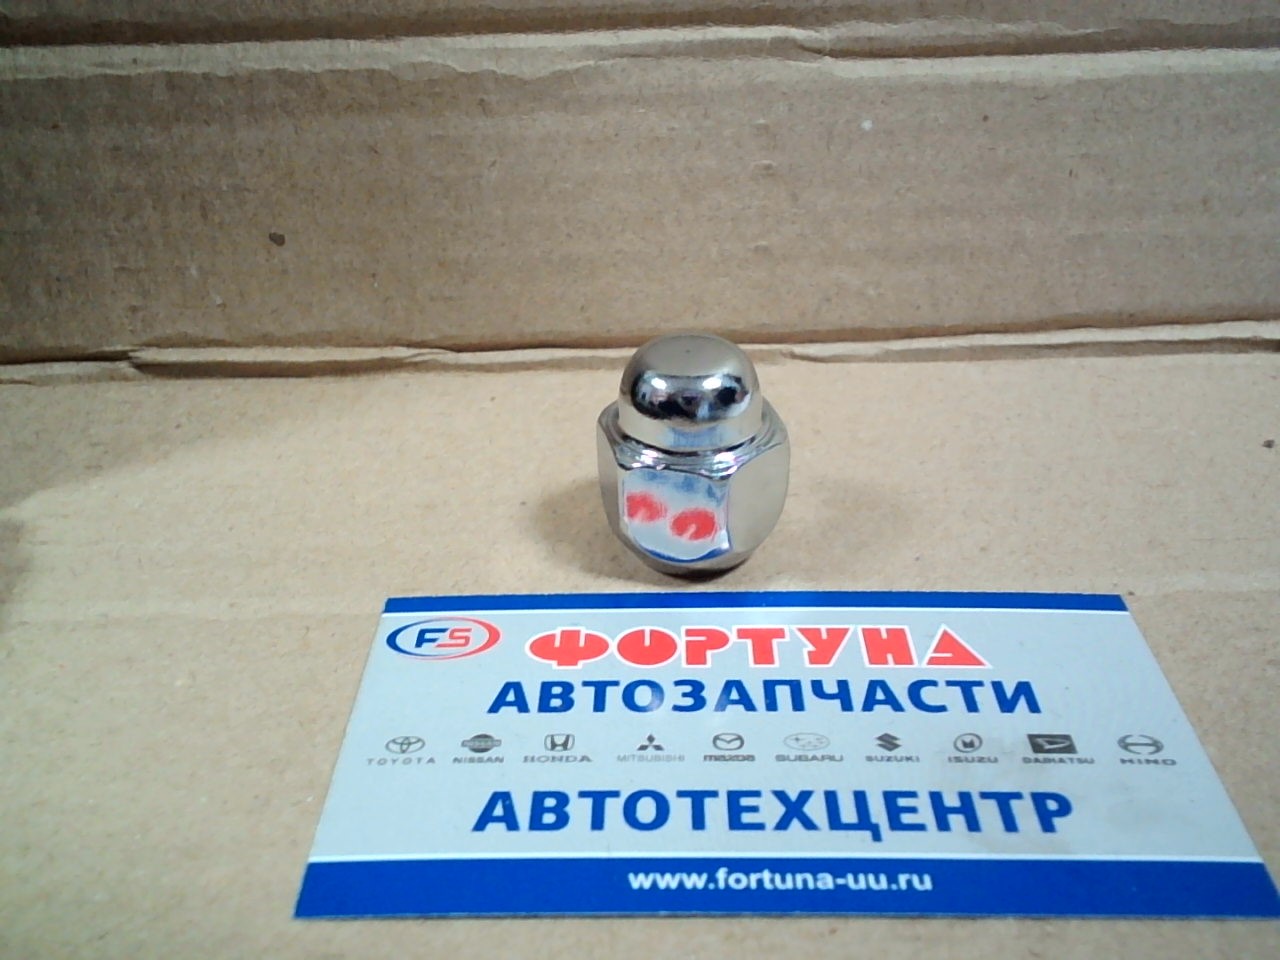 FS ФОРТУНА
АВТОЗАПЧАСТИ
TOYOTA NISSAN HONDA MITSUBISHI mazda SUBARU SUZUKI ISUZU DAIHATSU HINO
АВТОТЕХЦЕНТР
www.fortuna-uu.ru